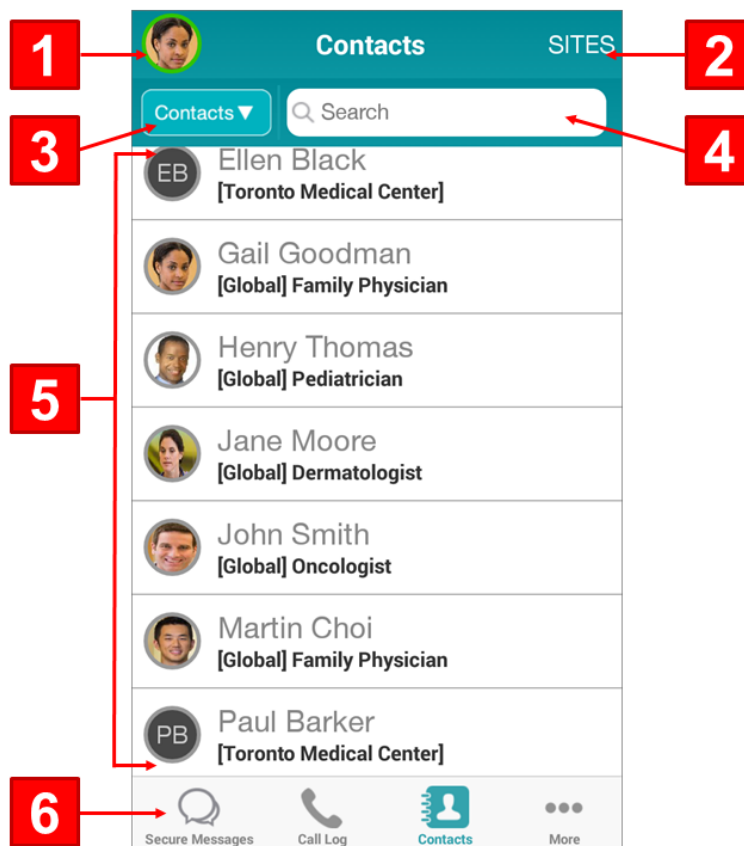 1
Contacts
SITES
2
3
Contacts ▼
Search
4
EB
Ellen Black
[Toronto Medical Center]
Gail Goodman
[Global] Family Physician
Henry Thomas
[Global] Pediatrician
5
Jane Moore
[Global] Dermatologist
John Smith
[Global] Oncologist
Martin Choi
[Global] Family Physician
PB
Paul Barker
[Toronto Medical Center]
6
Secure Messages
Call Log
Contacts
More